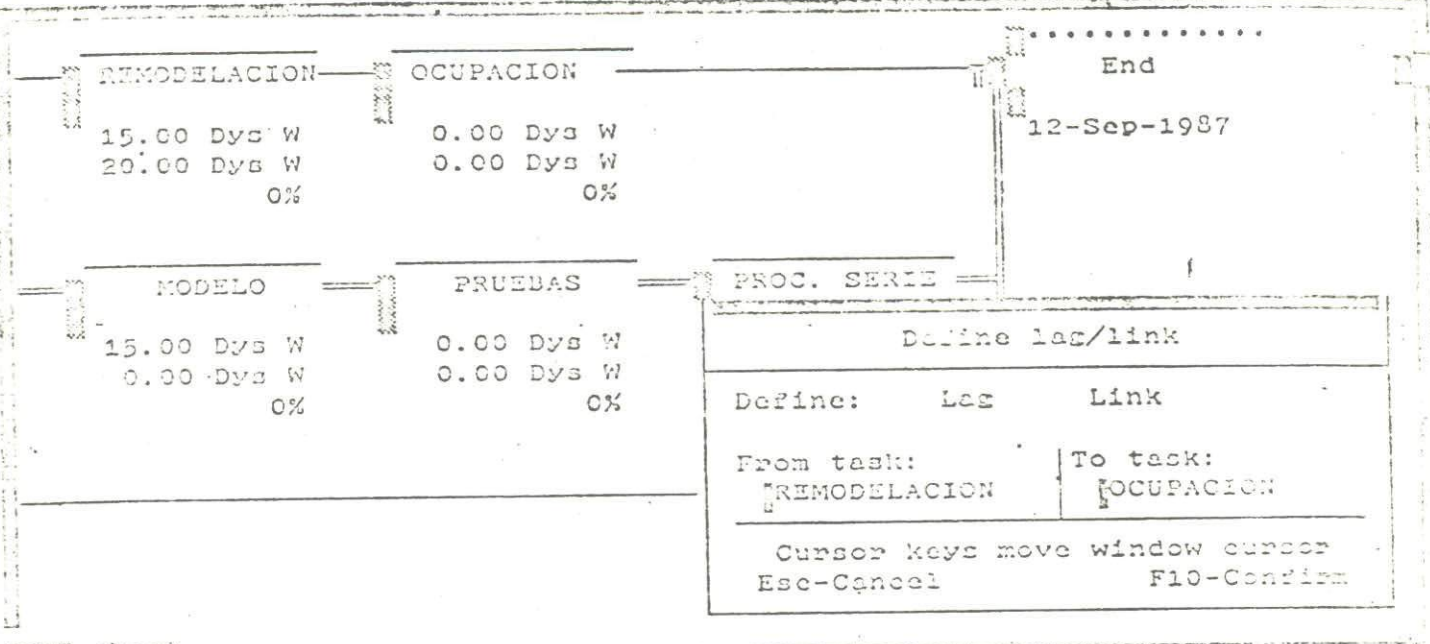 REMODELACION
OCUPACION
End
12-Sep-1987
15.00 Dys W
0.00 Dys W
20.00 Dys W
0.00 Dys W
0%
0%
MODELO
PRUEBAS
PROC. SERIE
15.00 Dys W
0.00 Dys W
0.00 Dys W
0.00 Dys W
0%
0%
Define lag/link
Define: Lag Link
From task:
To task:
REMODELACION
OCUPACION
Cursor keys move window cursor
Esc-Cancel F10-Confirm